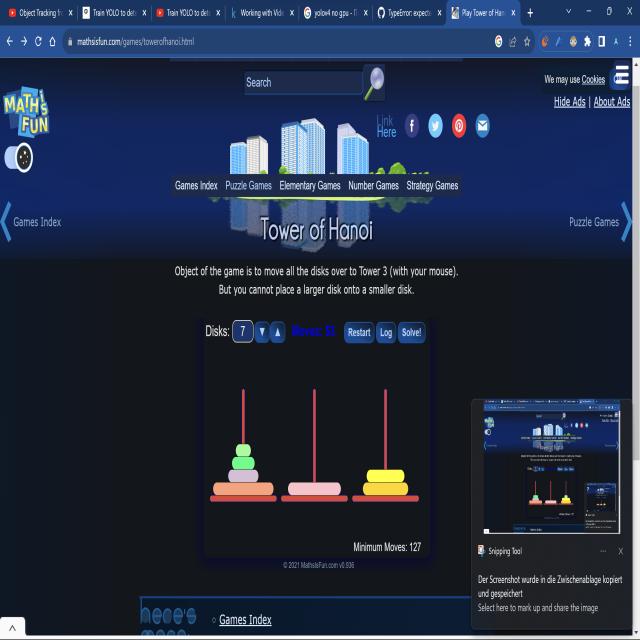 Object Tracking fr
Train YOLO to dete
Train YOLO to dete
Working with Vide
yolov4 no gpu - G
TypeError: expecte
Play Tower of Han
mathsisfun.com/games/towerofhanoi.html
Search
We may use Cookies
Hide Ads | About Ads
MATH'S FUN
Link
Here
Games Index Puzzle Games Elementary Games Number Games Strategy Games
Games Index
Puzzle Games
Tower of Hanoi
Object of the game is to move all the disks over to Tower 3 (with your mouse).
But you cannot place a larger disk onto a smaller disk.
Disks: 7 ▼ ▲ Restart Log Solve!
Minimum Moves: 127
© 2021 MathsIsFun.com v0.936
Snipping Tool
Der Screenshot wurde in die Zwischenablage kopiert
und gespeichert
Select here to mark up and share the image
Games Index